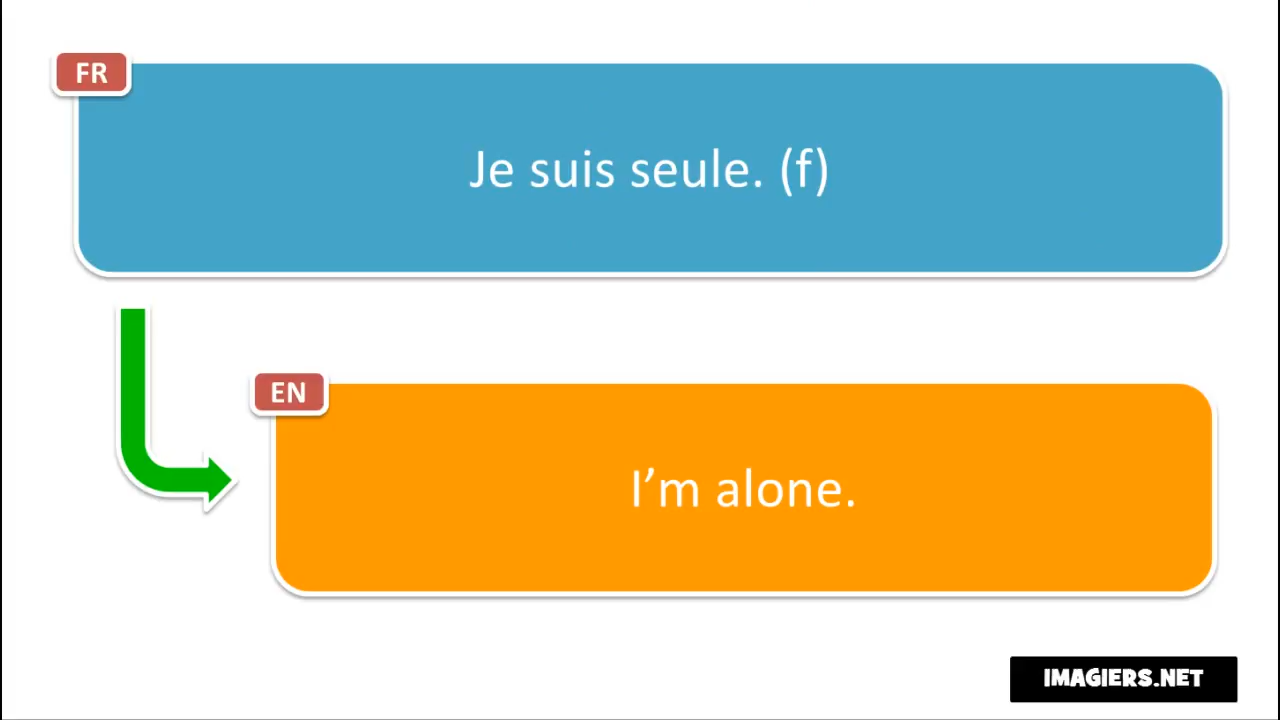 FR
Je suis seule. (f)
EN
I’m alone.
IMAGIERS.NET